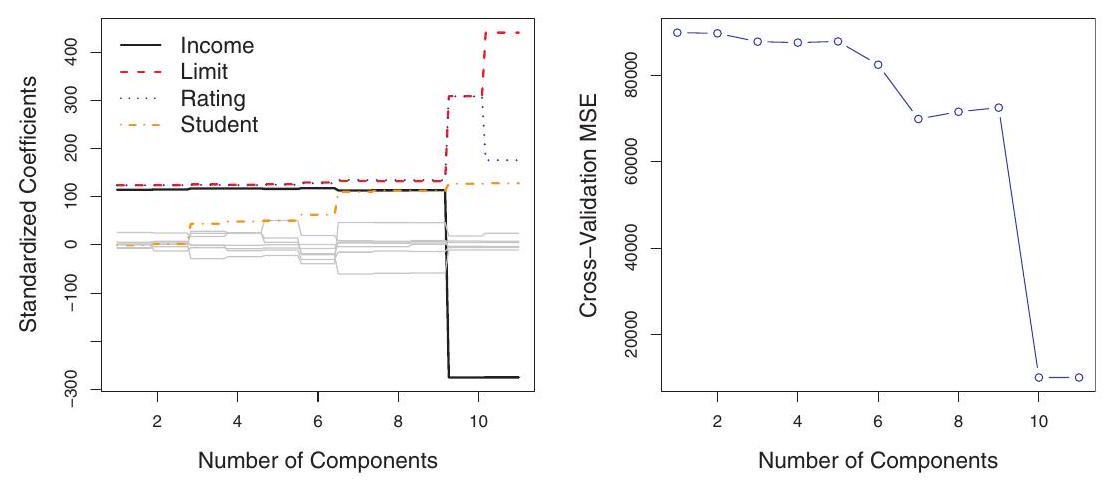 Income
Limit
Rating
Student
Standardized Coefficients
400
300
200
100
0
−100
−300
2
4
6
8
10
Number of Components
Cross−Validation MSE
80000
60000
40000
20000
2
4
6
8
10
Number of Components